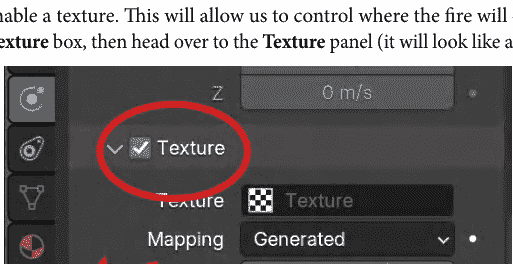 nable a texture. This will allow us to control where the fire will
exture box, then head over to the Texture panel (it will look like a
Z 0 m/s
Texture
Texture Texture
Mapping Generated